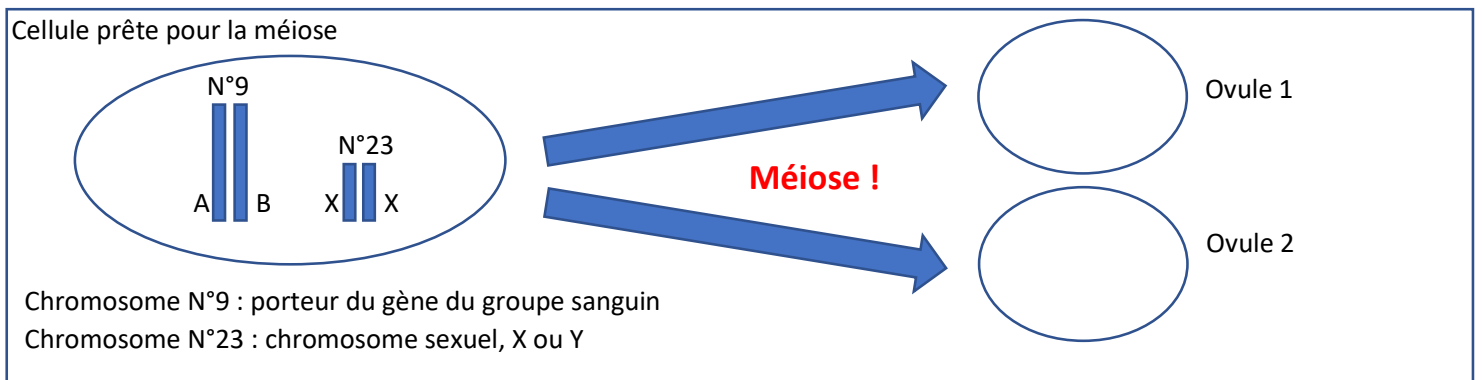 Cellule prête pour la méiose
N°9
N°23
A B X X
Méiose !
Ovule 1
Ovule 2
Chromosome N°9 : porteur du gène du groupe sanguin
Chromosome N°23 : chromosome sexuel, X ou Y